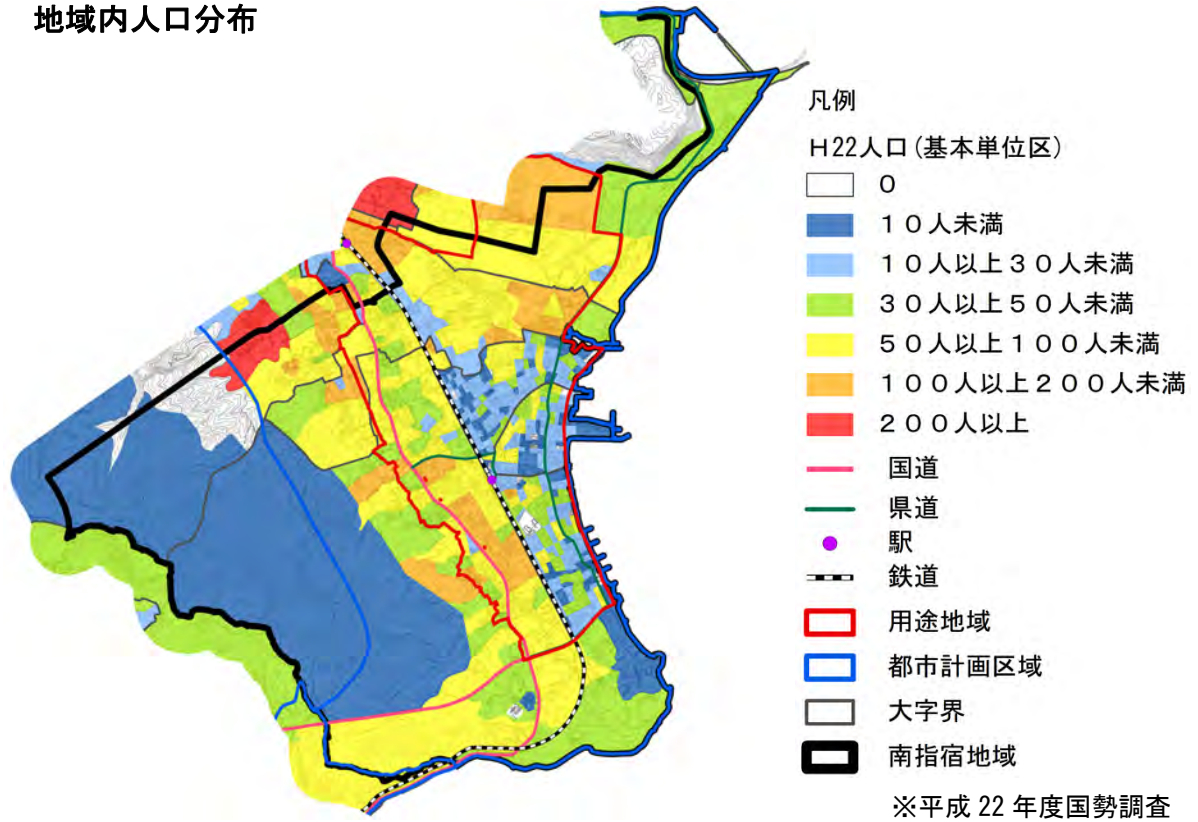 地域内人口分布
凡例
H22人口(基本単位区)
0
10人未満
10人以上30人未満
30人以上50人未満
50人以上100人未満
100人以上200人未満
200人以上
国道
県道
駅
鉄道
用途地域
都市計画区域
大字界
南指宿地域
※平成22年度国勢調査